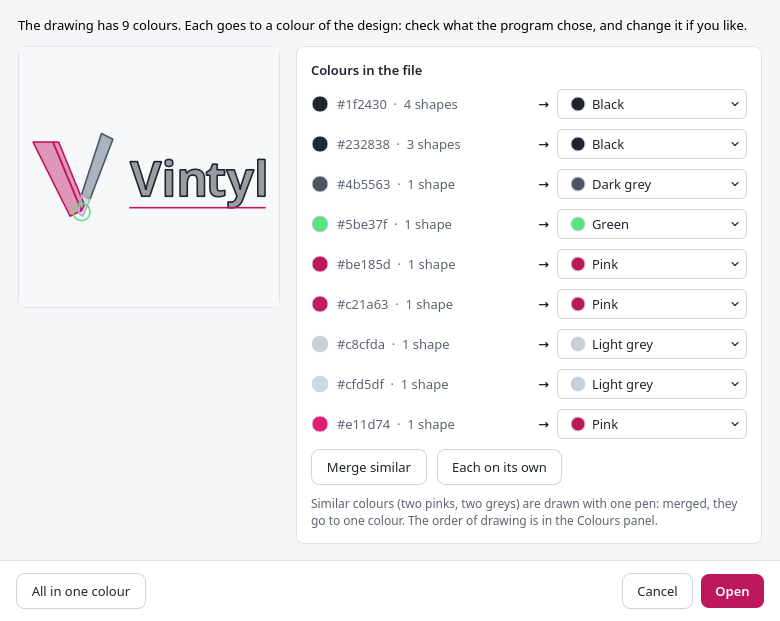 The drawing has 9 colours. Each goes to a colour of the design: check what the program chose, and change it if you like.
Vintyl
Colours in the file
#1f2430 · 4 shapes → Black
#232838 · 3 shapes → Black
#4b5563 · 1 shape → Dark grey
#5be37f · 1 shape → Green
#be185d · 1 shape → Pink
#c21a63 · 1 shape → Pink
#c8cfda · 1 shape → Light grey
#cfd5df · 1 shape → Light grey
#e11d74 · 1 shape → Pink
Merge similar Each on its own
Similar colours (two pinks, two greys) are drawn with one pen: merged, they
go to one colour. The order of drawing is in the Colours panel.
All in one colour Cancel Open